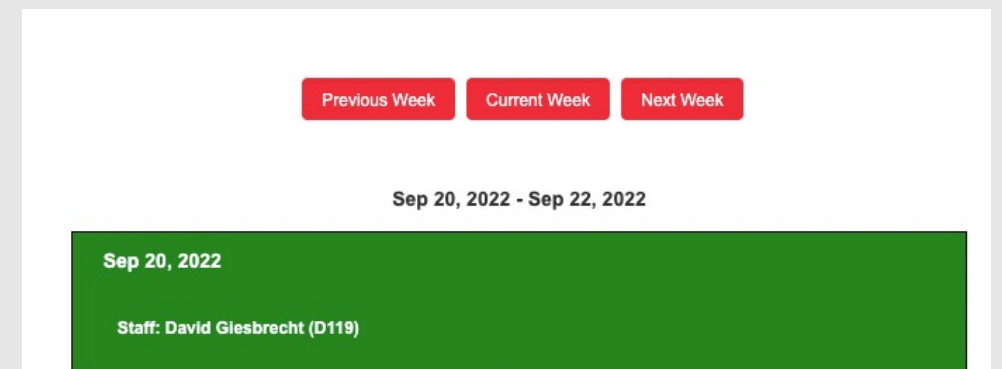 Previous Week Current Week Next Week
Sep 20, 2022 - Sep 22, 2022
Sep 20, 2022
Staff: David Giesbrecht (D119)